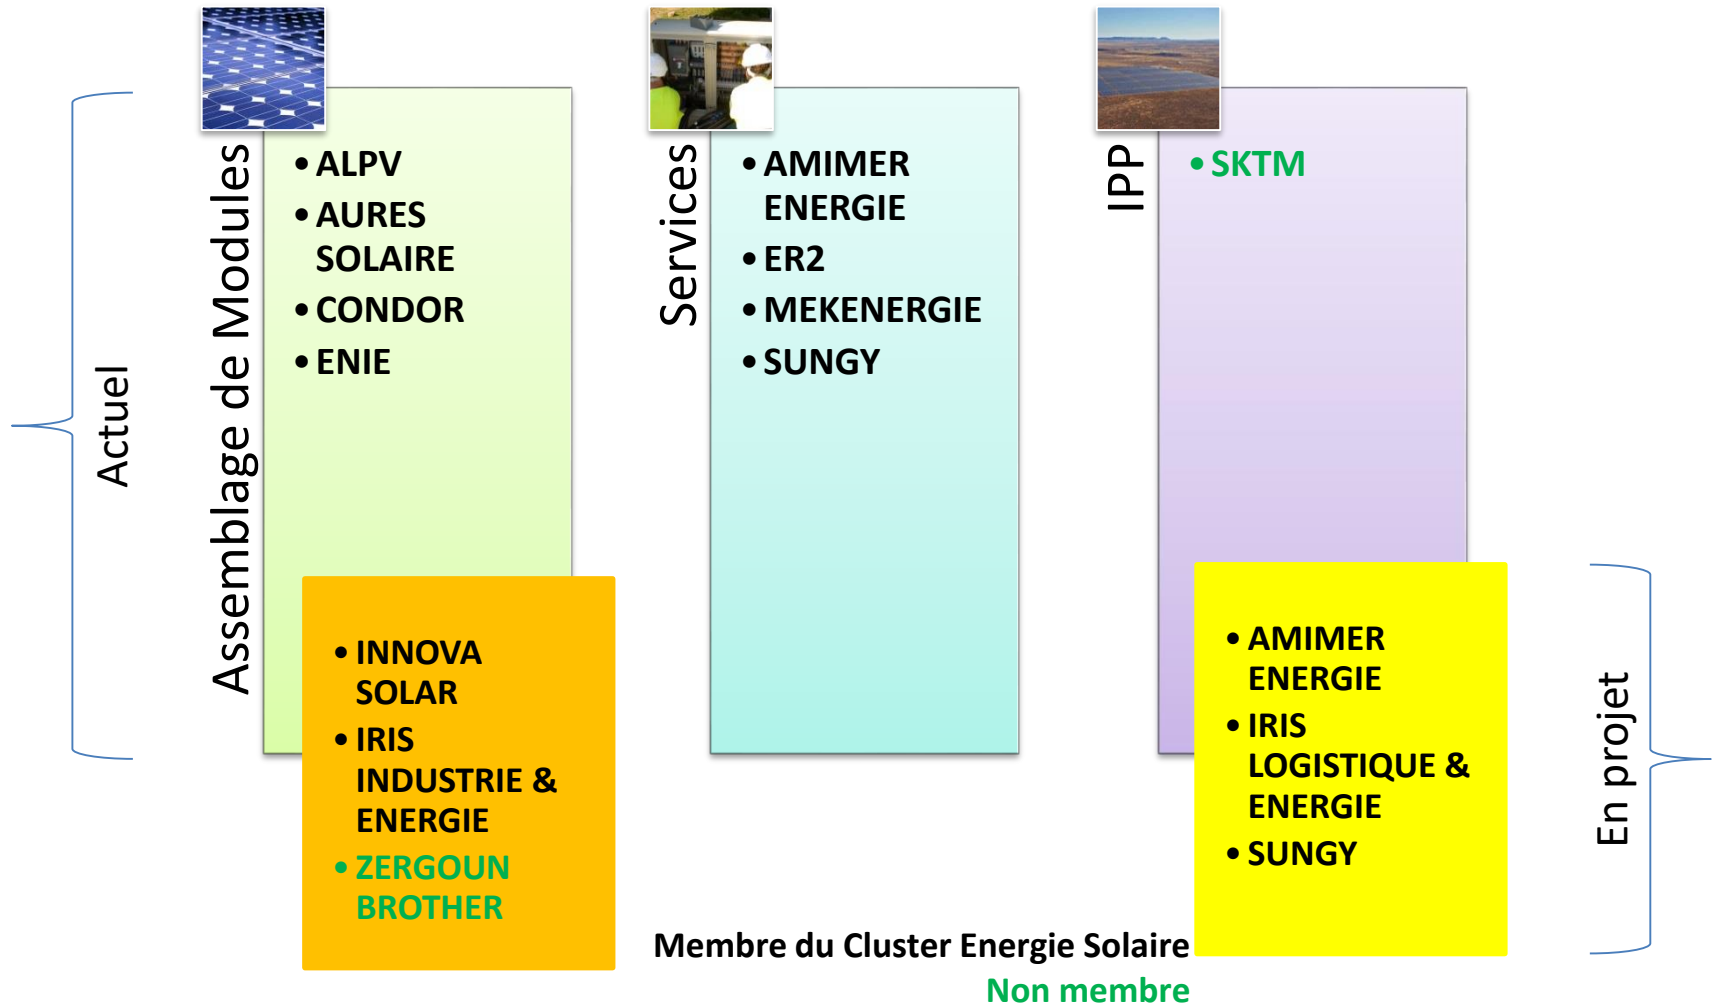 Actuel
Assemblage de Modules
• ALPV
• AURES
SOLAIRE
• CONDOR
• ENIE
• INNOVA
SOLAR
• IRIS
INDUSTRIE &
ENERGIE
• ZERGOUN
BROTHER
Services
• AMIMER
ENERGIE
• ER2
• MEKENERGIE
• SUNGY
IPP
• SKTM
• AMIMER
ENERGIE
• IRIS
LOGISTIQUE &
ENERGIE
• SUNGY
En projet
Membre du Cluster Energie Solaire
Non membre